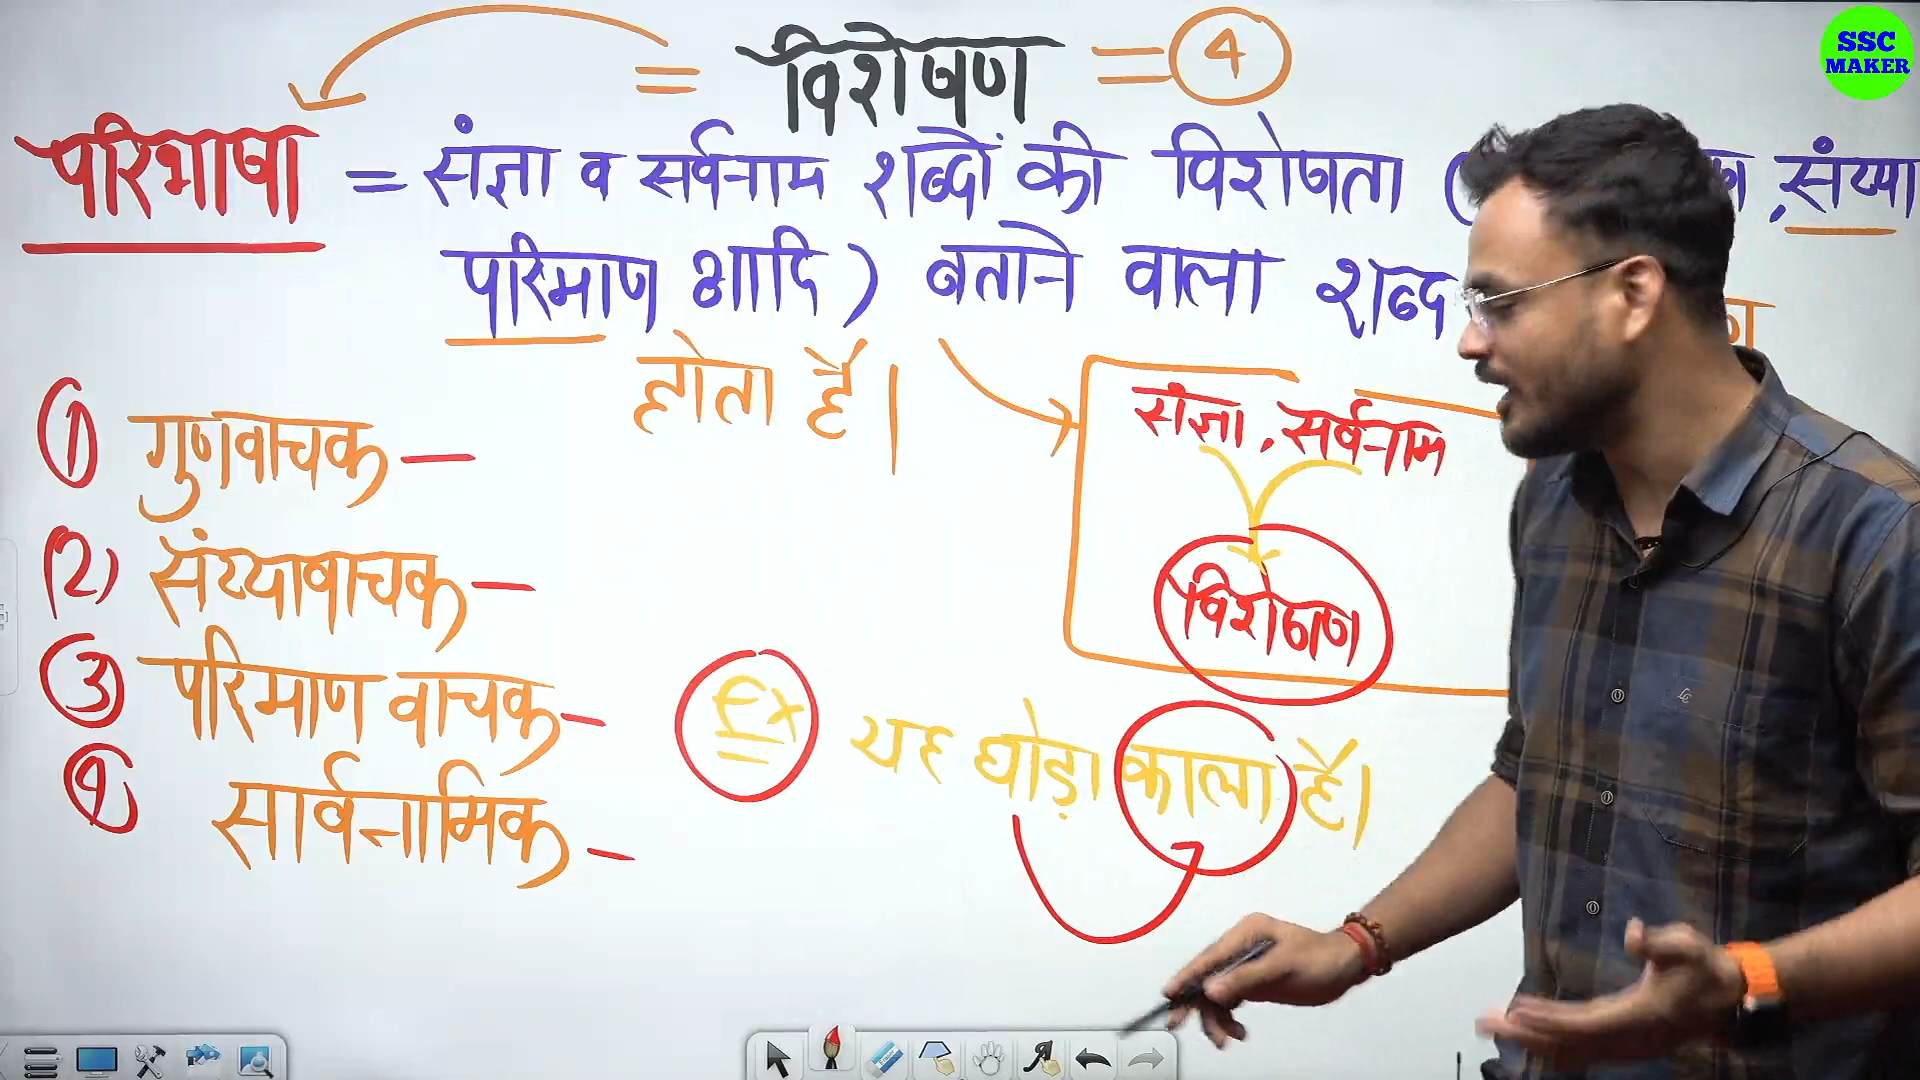 SSC
MAKER
= विशेषण = 4
परिभाषा = संज्ञा व सर्वनाम शब्दों की विशेषता ( , संख्या
परिमाण आदि) बताने वाला शब्द
होता है।
संज्ञा, सर्वनाम
विशेषण
① गुणवाचक —
(2) संख्यावाचक —
③ परिमाण वाचक —
④ सार्वनामिक —
Ex यह घोड़ा काला है।